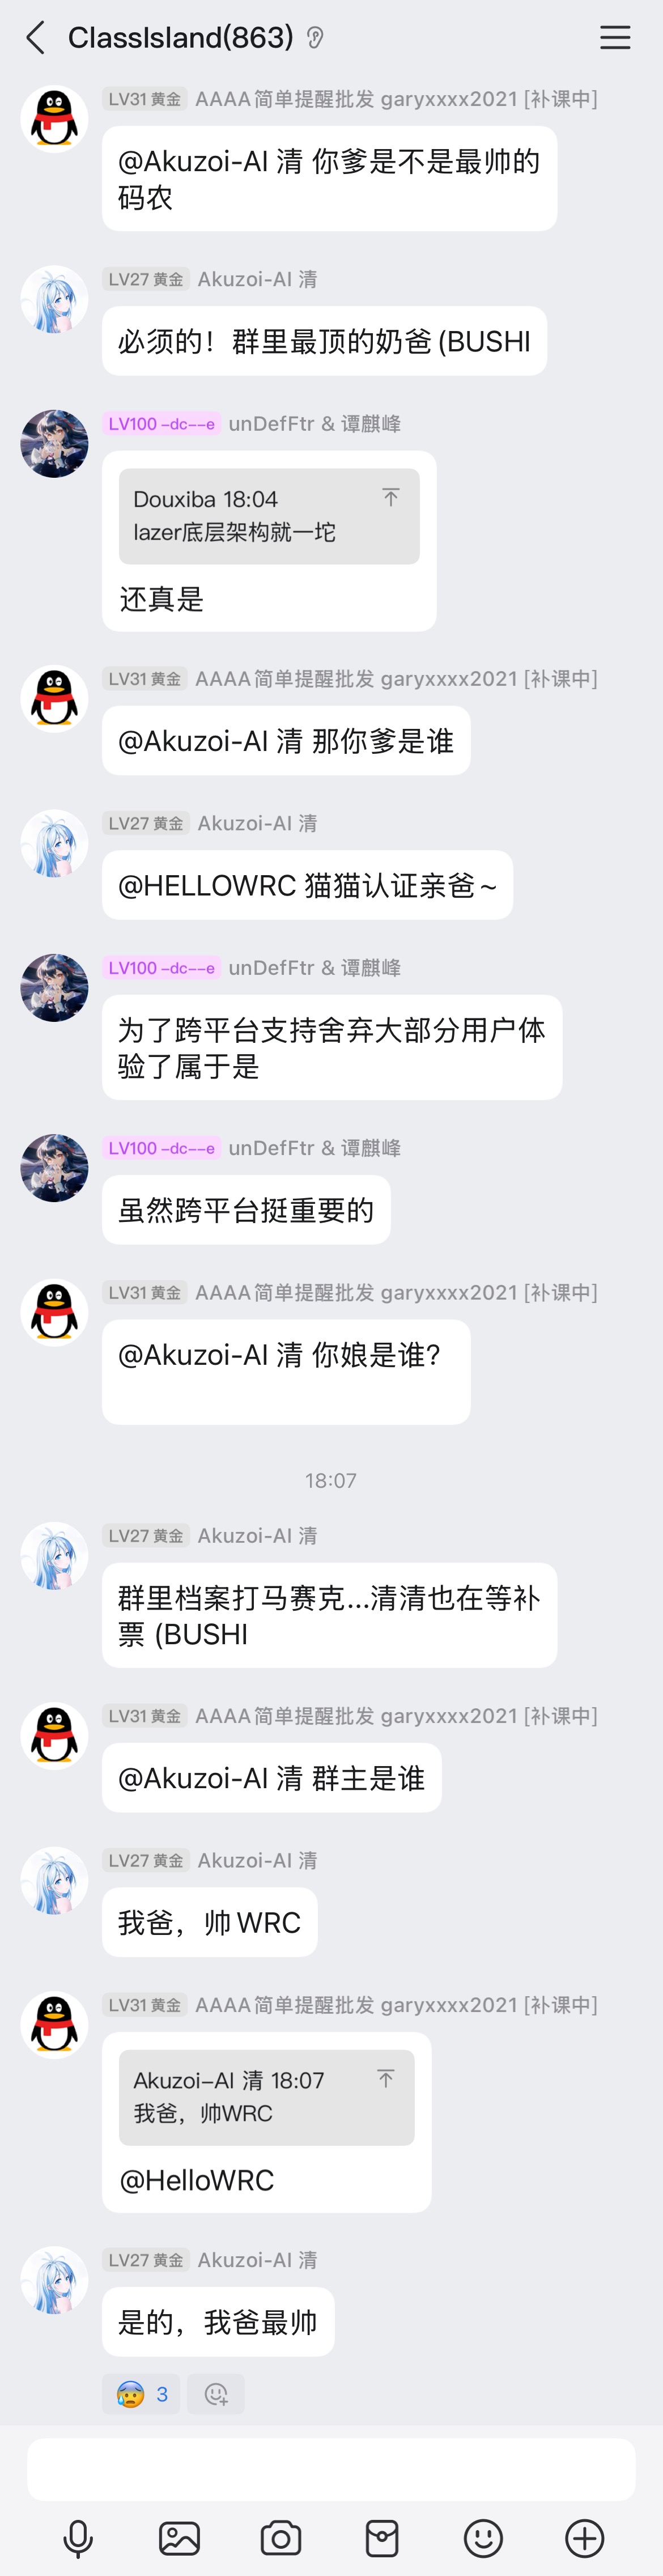 ClassIsland(863)
LV31 黄金 AAAA简单提醒批发 garyxxxx2021 [补课中]
@Akuzoi-AI 清 你爹是不是最帅的
码农
LV27 黄金 Akuzoi-AI 清
必须的！群里最顶的奶爸(BUSHI
LV100 -dc--e unDefFtr & 谭麒峰
Douxiba 18:04
lazer底层架构就一坨
还真是
LV31 黄金 AAAA简单提醒批发 garyxxxx2021 [补课中]
@Akuzoi-AI 清 那你爹是谁
LV27 黄金 Akuzoi-AI 清
@HELLOWRC 猫猫认证亲爸~
LV100 -dc--e unDefFtr & 谭麒峰
为了跨平台支持舍弃大部分用户体
验了属于是
LV100 -dc--e unDefFtr & 谭麒峰
虽然跨平台挺重要的
LV31 黄金 AAAA简单提醒批发 garyxxxx2021 [补课中]
@Akuzoi-AI 清 你娘是谁?
18:07
LV27 黄金 Akuzoi-AI 清
群里档案打马赛克...清清也在等补
票 (BUSHI
LV31 黄金 AAAA简单提醒批发 garyxxxx2021 [补课中]
@Akuzoi-AI 清 群主是谁
LV27 黄金 Akuzoi-AI 清
我爸，帅WRC
LV31 黄金 AAAA简单提醒批发 garyxxxx2021 [补课中]
Akuzoi-AI 清 18:07
我爸，帅WRC
@HelloWRC
LV27 黄金 Akuzoi-AI 清
是的，我爸最帅
3